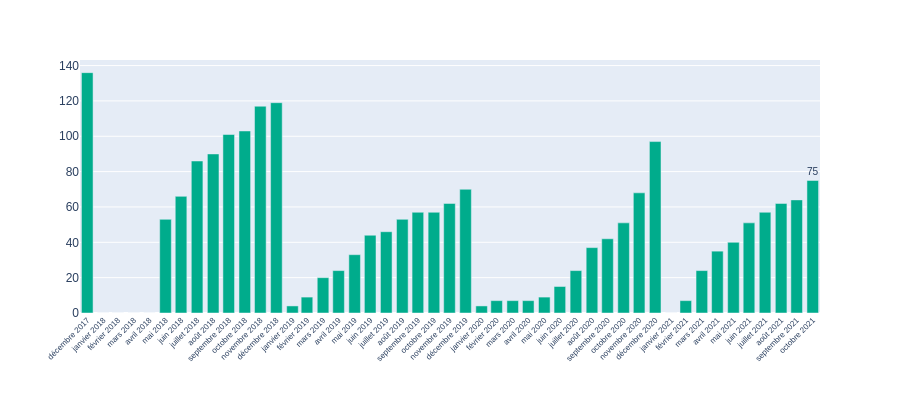 140
120
100
80
60
40
20
0
75
décembre 2017
janvier 2018
février 2018
mars 2018
avril 2018
mai 2018
juin 2018
juillet 2018
août 2018
septembre 2018
octobre 2018
novembre 2018
décembre 2018
janvier 2019
février 2019
mars 2019
avril 2019
mai 2019
juin 2019
juillet 2019
août 2019
septembre 2019
octobre 2019
novembre 2019
décembre 2019
janvier 2020
février 2020
mars 2020
avril 2020
mai 2020
juin 2020
juillet 2020
août 2020
septembre 2020
octobre 2020
novembre 2020
décembre 2020
janvier 2021
février 2021
mars 2021
avril 2021
mai 2021
juin 2021
juillet 2021
août 2021
septembre 2021
octobre 2021